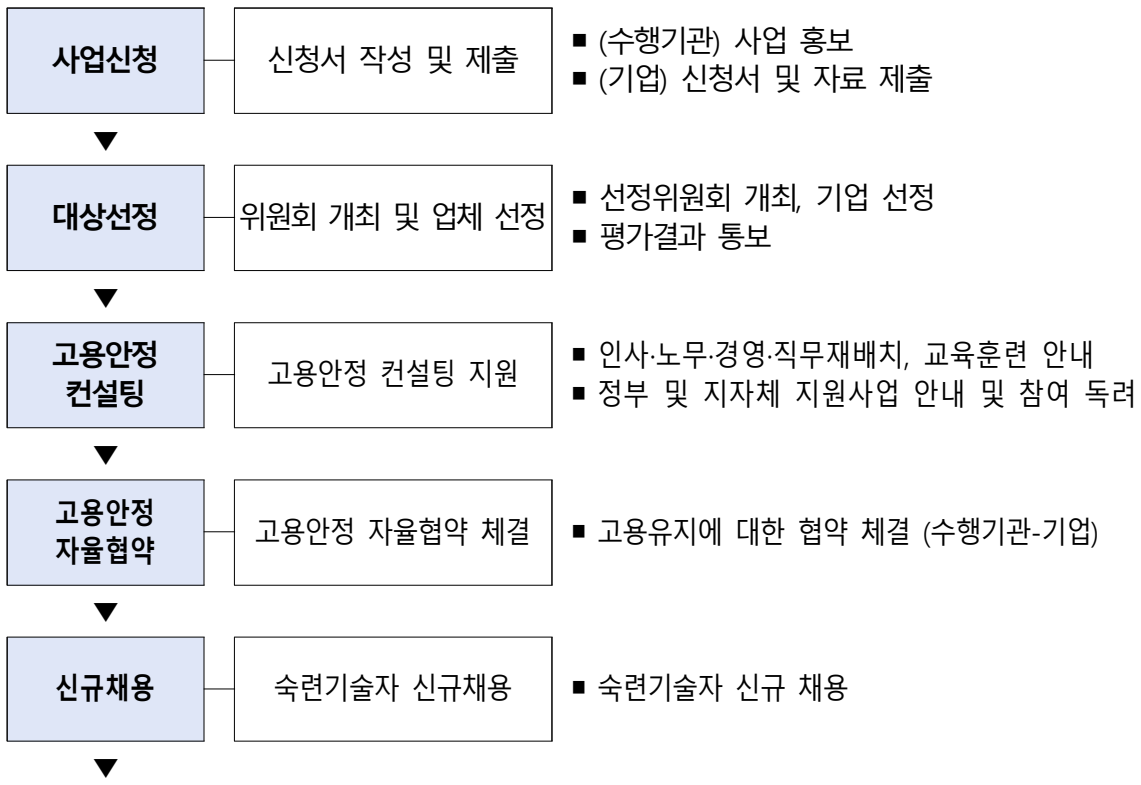 사업신청
신청서 작성 및 제출
■ (수행기관) 사업 홍보
■ (기업) 신청서 및 자료 제출
▼
대상선정
위원회 개최 및 업체 선정
■ 선정위원회 개최, 기업 선정
■ 평가결과 통보
▼
고용안정
컨설팅
고용안정 컨설팅 지원
■ 인사·노무·경영·직무재배치, 교육훈련 안내
■ 정부 및 지자체 지원사업 안내 및 참여 독려
▼
고용안정
자율협약
고용안정 자율협약 체결
■ 고용유지에 대한 협약 체결 (수행기관-기업)
▼
신규채용
숙련기술자 신규채용
■ 숙련기술자 신규 채용
▼